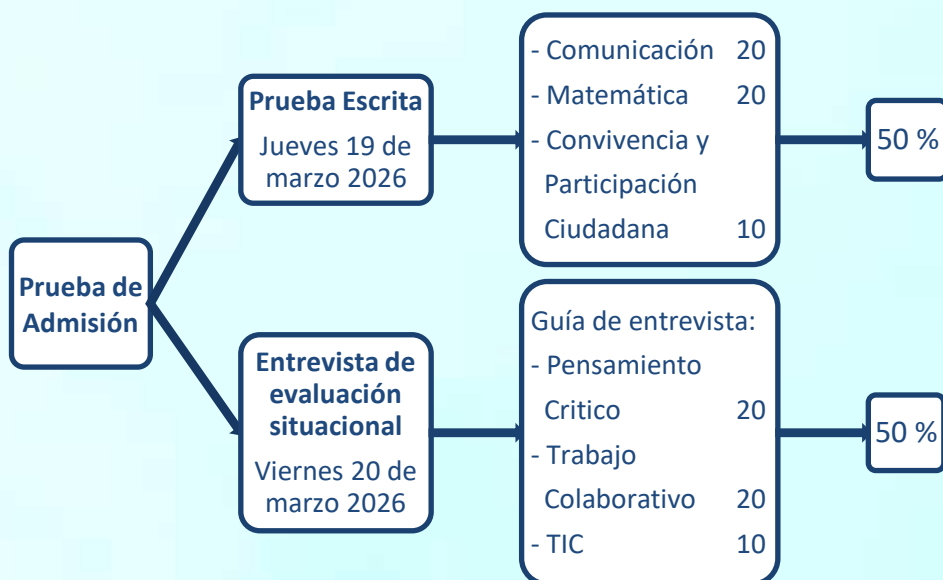 Prueba de
Admisión
Prueba Escrita
Jueves 19 de
marzo 2026
- Comunicación 20
- Matemática 20
- Convivencia y
Participación
Ciudadana 10
50 %
Entrevista de
evaluación
situacional
Viernes 20 de
marzo 2026
Guía de entrevista:
- Pensamiento
Critico 20
- Trabajo
Colaborativo 20
- TIC 10
50 %